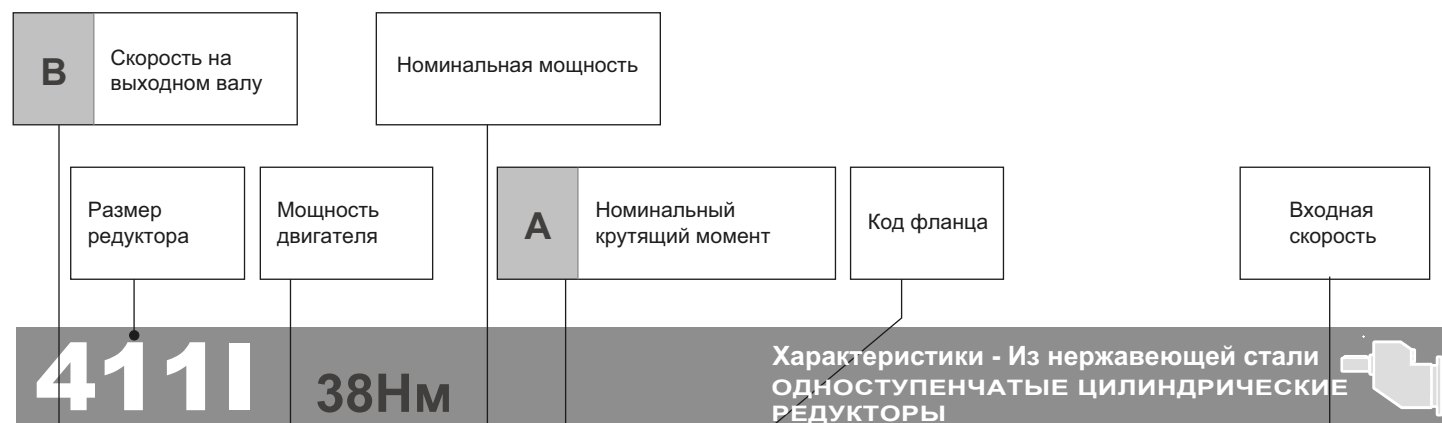 B
Скорость на
выходном валу
Номинальная мощность
Размер
редуктора
Мощность
двигателя
A
Номинальный
крутящий момент
Код фланца
Входная
скорость
411I
38Нм
Характеристики - Из нержавеющей стали
ОДНОСТУПЕНЧАТЫЕ ЦИЛИНДРИЧЕСКИЕ
РЕДУКТОРЫ